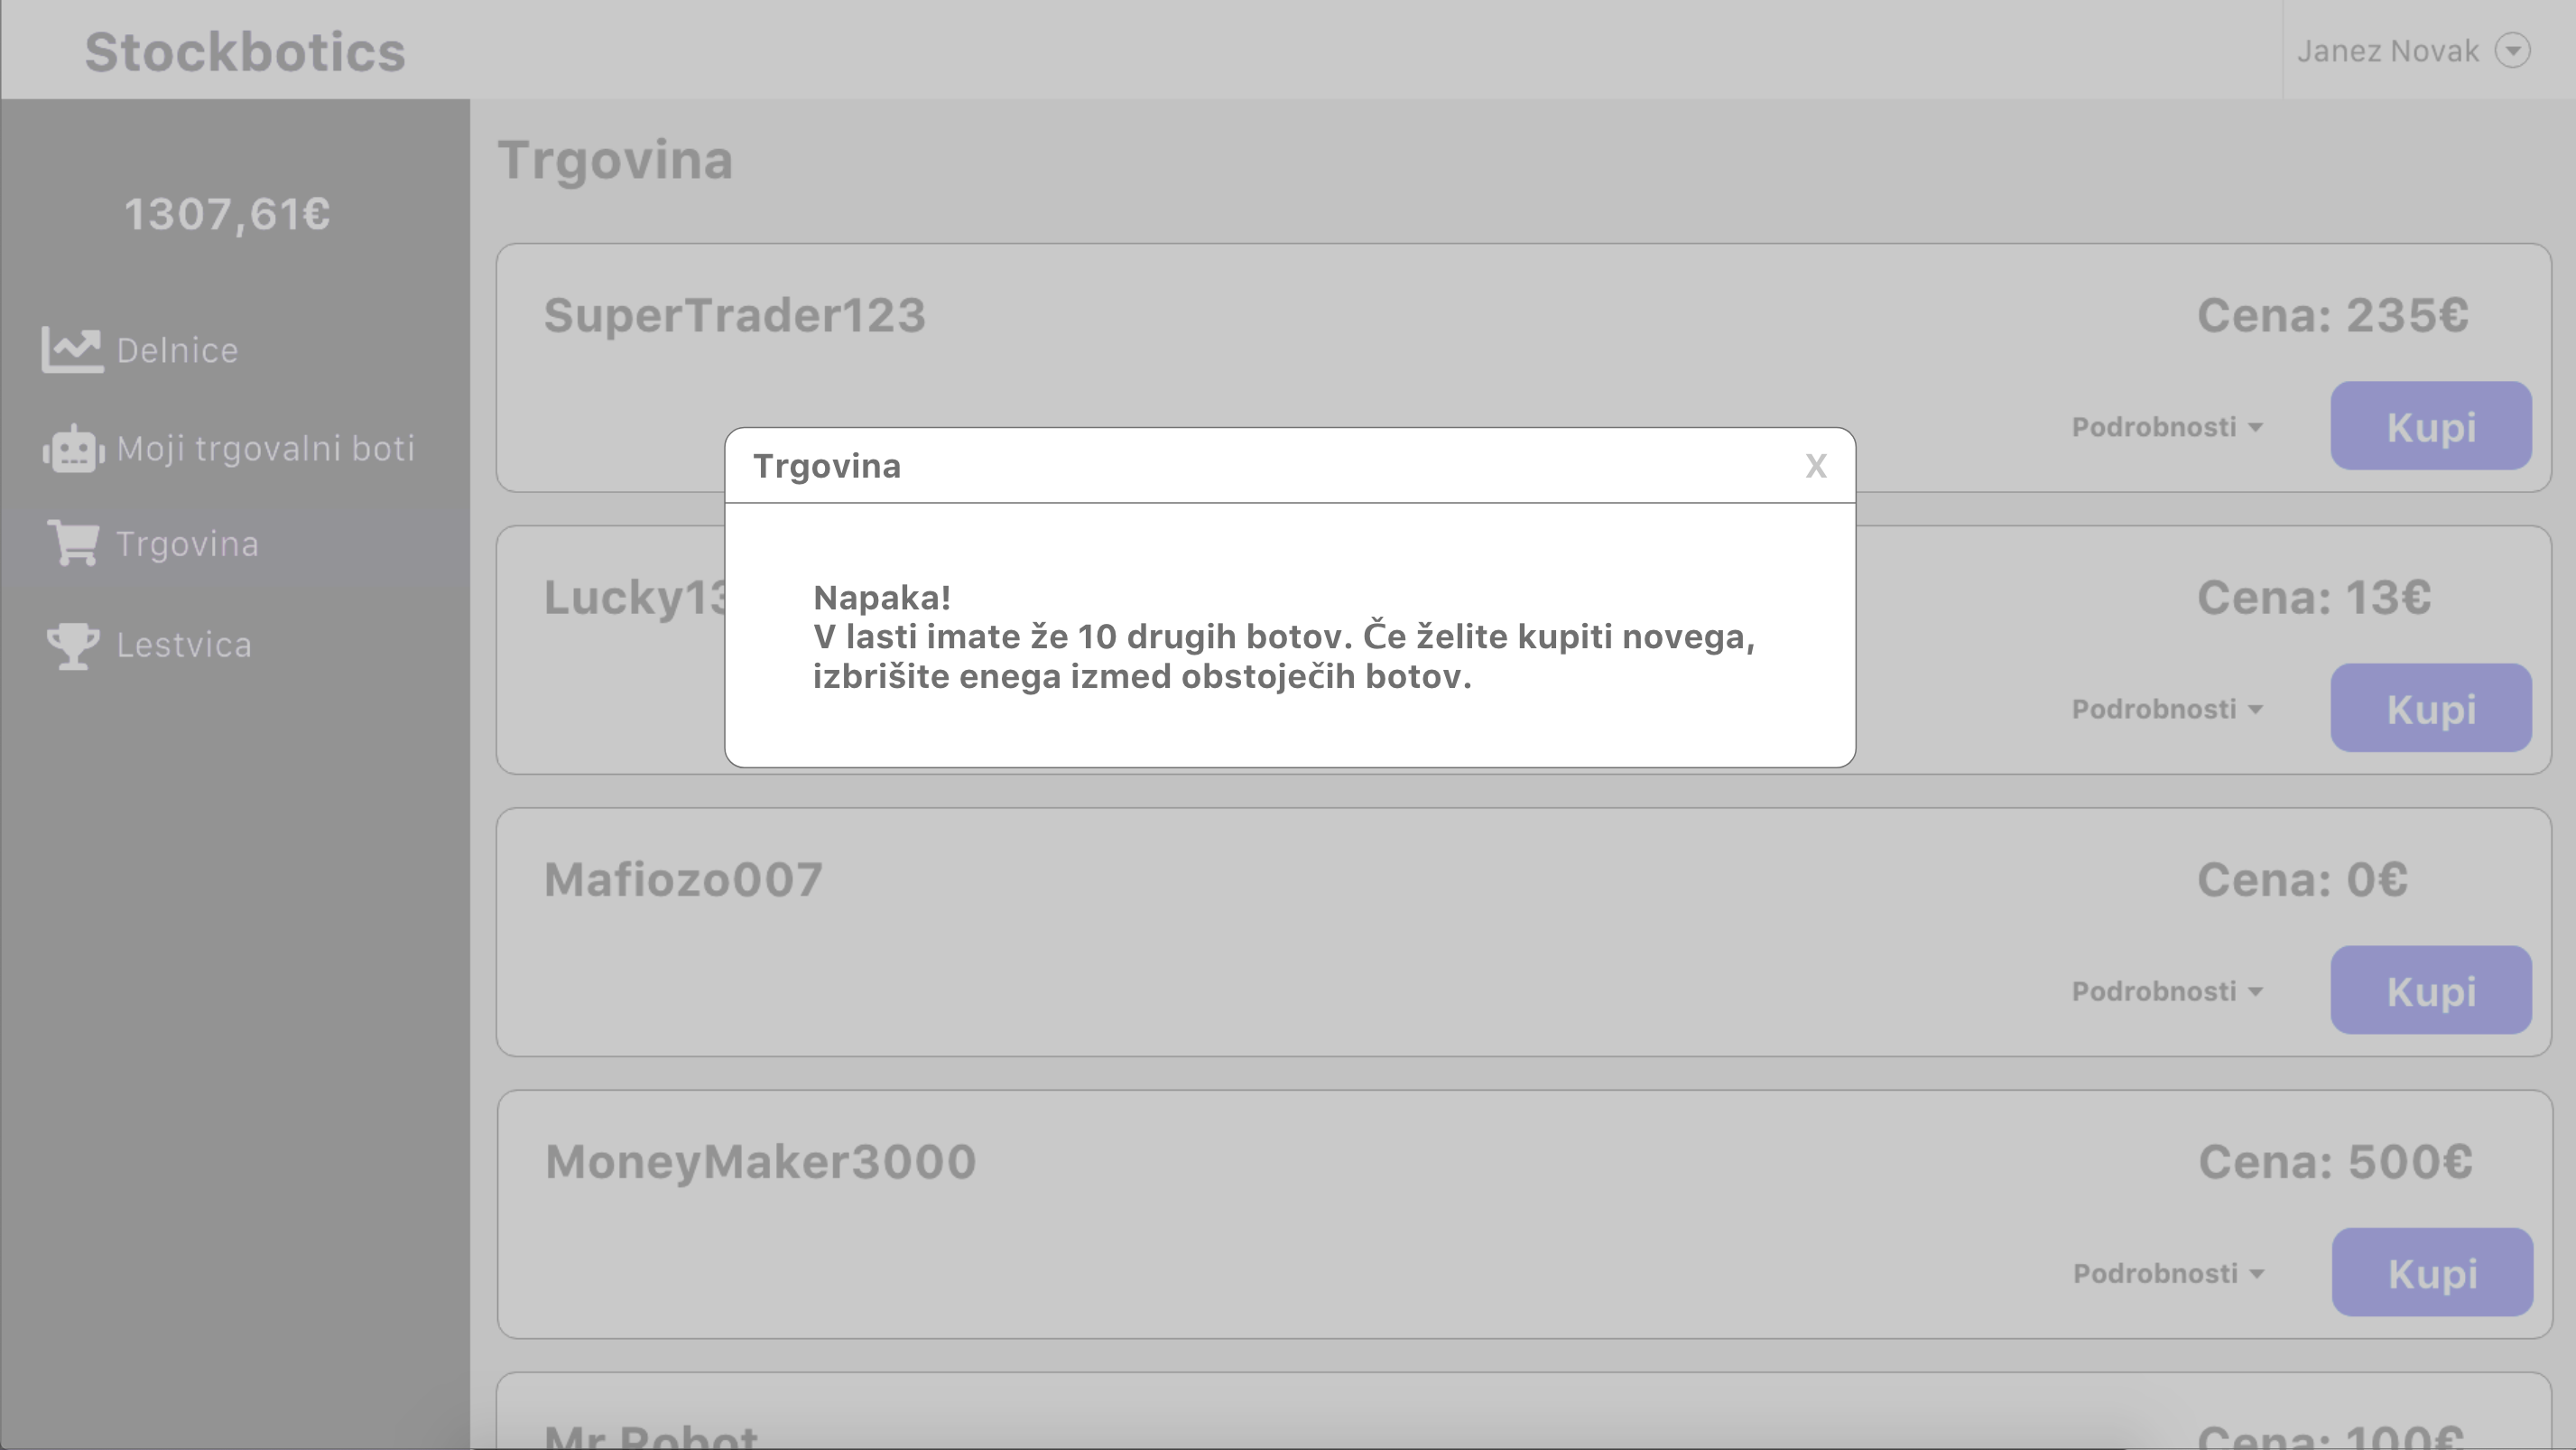 Stockbotics
Janez Novak
1307,61€
Delnice
Moji trgovalni boti
Trgovina
Lestvica
Trgovina
SuperTrader123
Cena: 235€
Podrobnosti
Kupi
Trgovina
X
Napaka!
V lasti imate že 10 drugih botov. Če želite kupiti novega,
izbrišite enega izmed obstoječih botov.
Cena: 13€
Podrobnosti
Kupi
Mafiozo007
Cena: 0€
Podrobnosti
Kupi
MoneyMaker3000
Cena: 500€
Podrobnosti
Kupi
Mr Robot
Cena: 100€